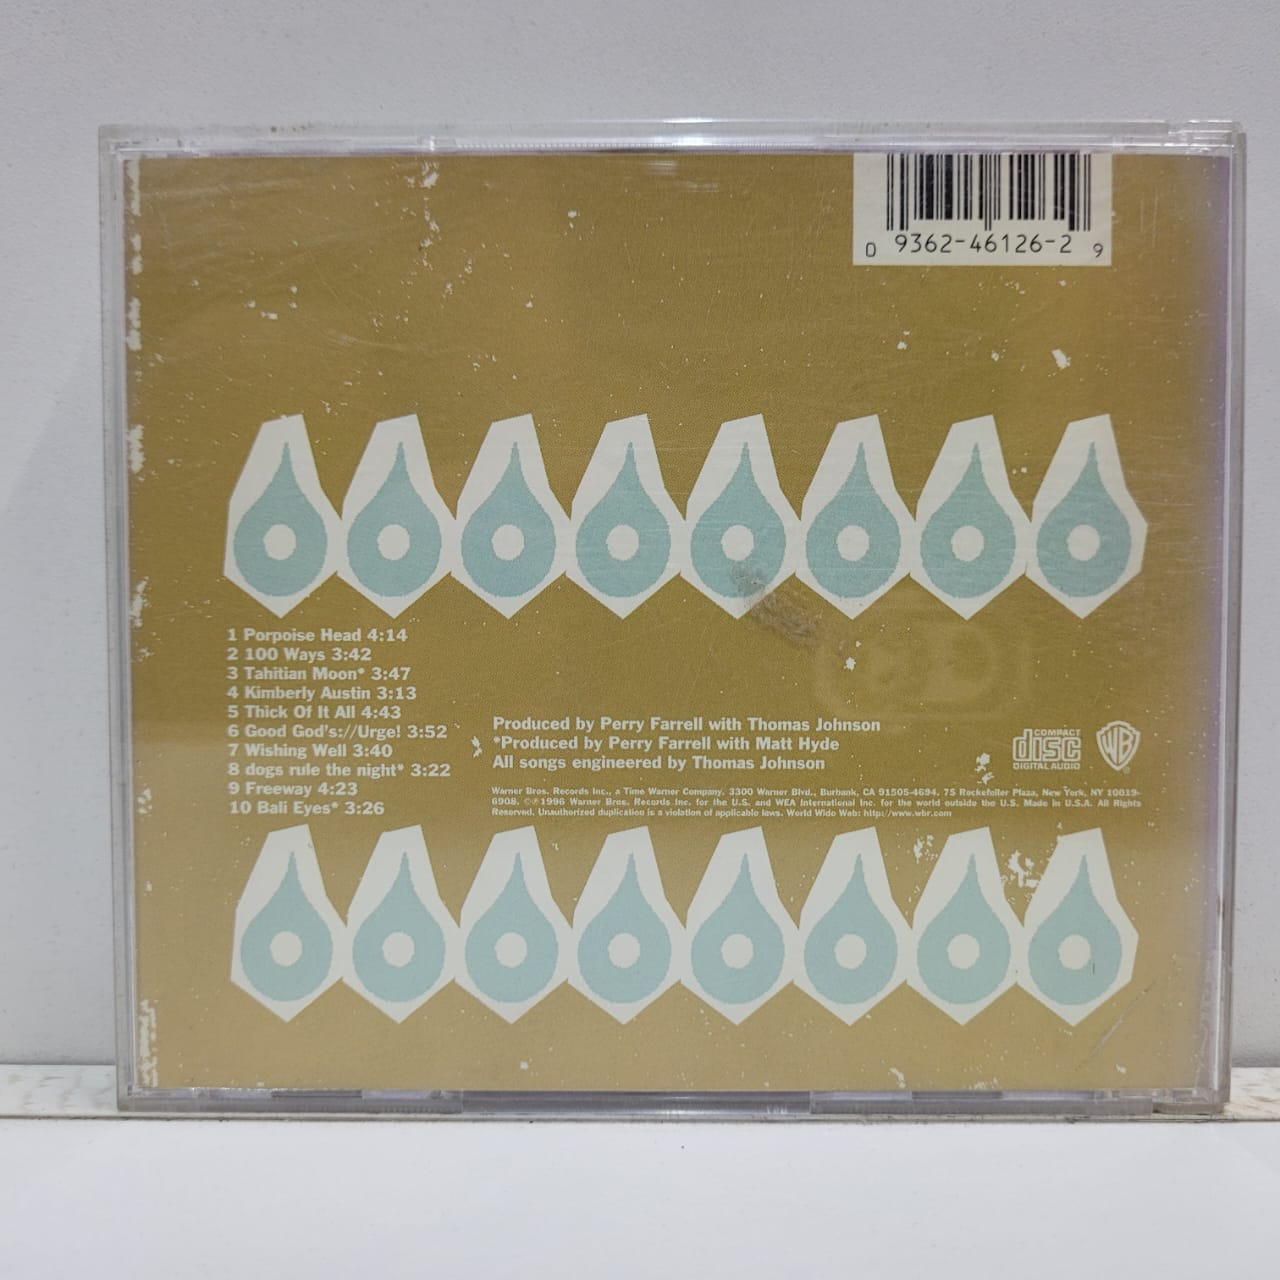 0 9362-46126-2 9
1 Porpoise Head 4:14
2 100 Ways 3:42
3 Tahitian Moon* 3:47
4 Kimberly Austin 3:13
5 Thick Of It All 4:43
6 Good God's://Urge! 3:52
7 Wishing Well 3:40
8 dogs rule the night* 3:22
9 Freeway 4:23
10 Bali Eyes* 3:26
Produced by Perry Farrell with Thomas Johnson
*Produced by Perry Farrell with Matt Hyde
All songs engineered by Thomas Johnson
COMPACT
disc
DIGITAL AUDIO
WB
Warner Bros. Records Inc., a Time Warner Company. 3300 Warner Blvd., Burbank, CA 91505-4694. 75 Rockefeller Plaza, New York, NY 10019-
6908. ©℗1996 Warner Bros. Records Inc. for the U.S. and WEA International Inc. for the world outside the U.S. Made in U.S.A. All Rights
Reserved. Unauthorized duplication is a violation of applicable laws. World Wide Web: http://www.wbr.com